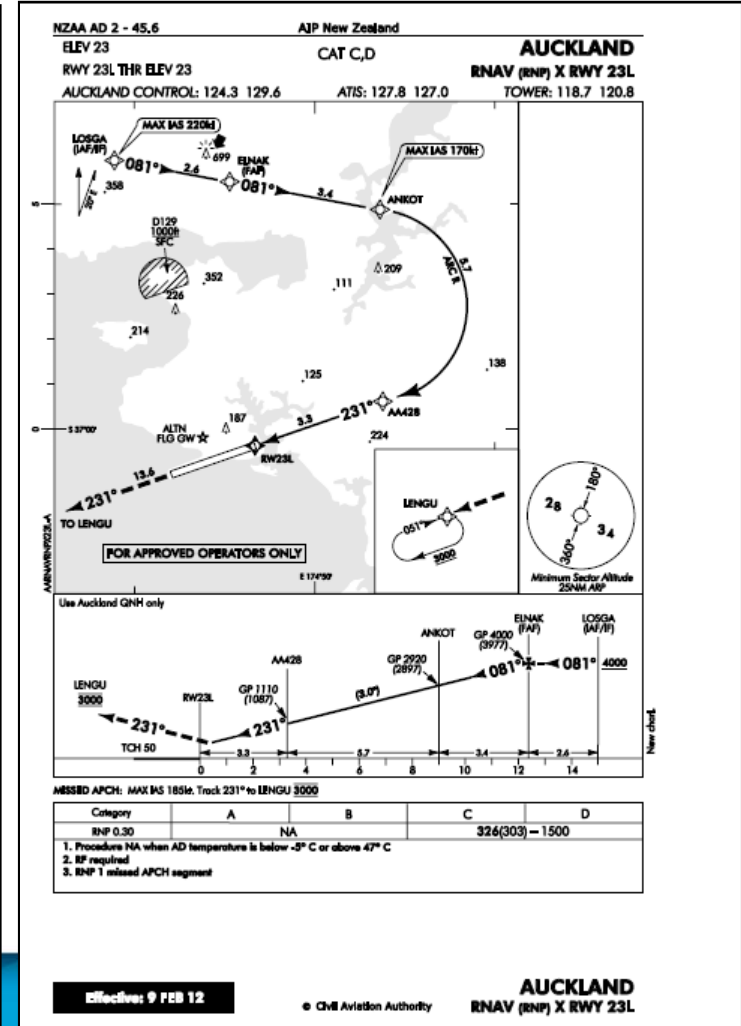 NZAA AD 2 - 45.6
AIP New Zealand
ELEV 23
CAT C,D
AUCKLAND
RWY 23L THR ELEV 23
RNAV (RNP) X RWY 23L
AUCKLAND CONTROL: 124.3 129.6
ATIS: 127.8 127.0
TOWER: 118.7 120.8
MAX IAS 220kt
LOSGA
(IAF/IF)
081°
2.6
699
ELNAK
(FAF)
081°
3.4
MAX IAS 170kt
ANKOT
20°E
358
5
D129
1000ft
SFC
352
226
214
111
209
5.7
ARC R
138
125
AA428
231°
3.3
187
ALTN
FLG GW
224
0
S 37°00'
RW23L
13.6
231°
TO LENGU
LENGU
051°
3000
180°
28
34
360°
FOR APPROVED OPERATORS ONLY
E 174°50'
Minimum Sector Altitude
25NM ARP
Use Auckland QNH only
ELNAK
(FAF)
LOSGA
(IAF/IF)
ANKOT
GP 4000
(3977)
AA428
GP 2920
(2897)
081°
081°
4000
LENGU
3000
RW23L
GP 1110
(1087)
(3.0°)
231°
231°
TCH 50
3.3
5.7
3.4
2.6
0 2 4 6 8 10 12 14
New chart.
MISSED APCH: MAX IAS 185kt. Track 231° to LENGU 3000
Category A B C D
RNP 0.30 NA 326(303) – 1500
1. Procedure NA when AD temperature is below -5° C or above 47° C
2. RF required
3. RNP 1 missed APCH segment
Effective: 9 FEB 12
© Civil Aviation Authority
AUCKLAND
RNAV (RNP) X RWY 23L